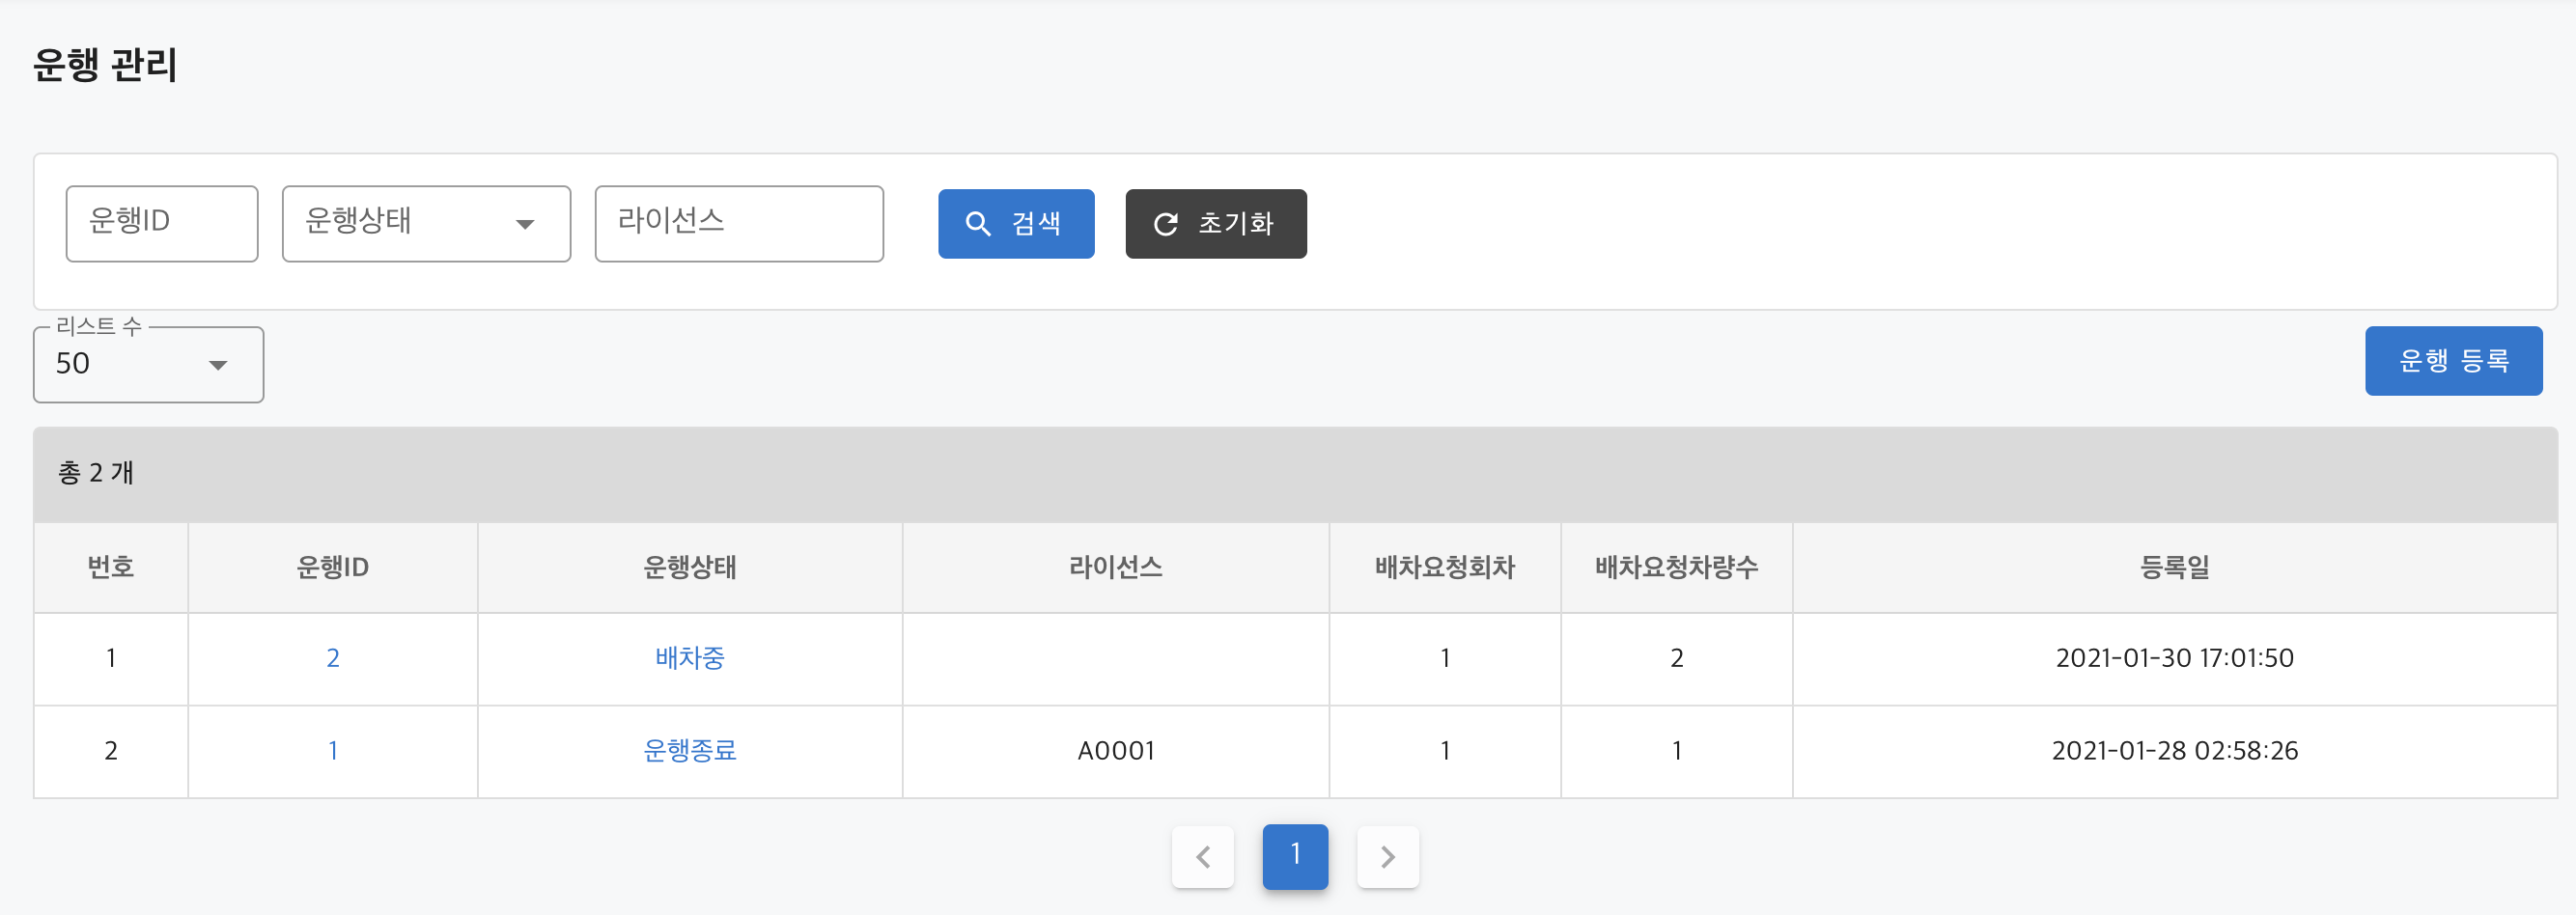 운행 관리
운행ID 운행상태 라이선스 검색 초기화
리스트 수
50 운행 등록
총 2 개
번호 운행ID 운행상태 라이선스 배차요청회차 배차요청차량수 등록일
1 2 배차중 1 2 2021-01-30 17:01:50
2 1 운행종료 A0001 1 1 2021-01-28 02:58:26
1